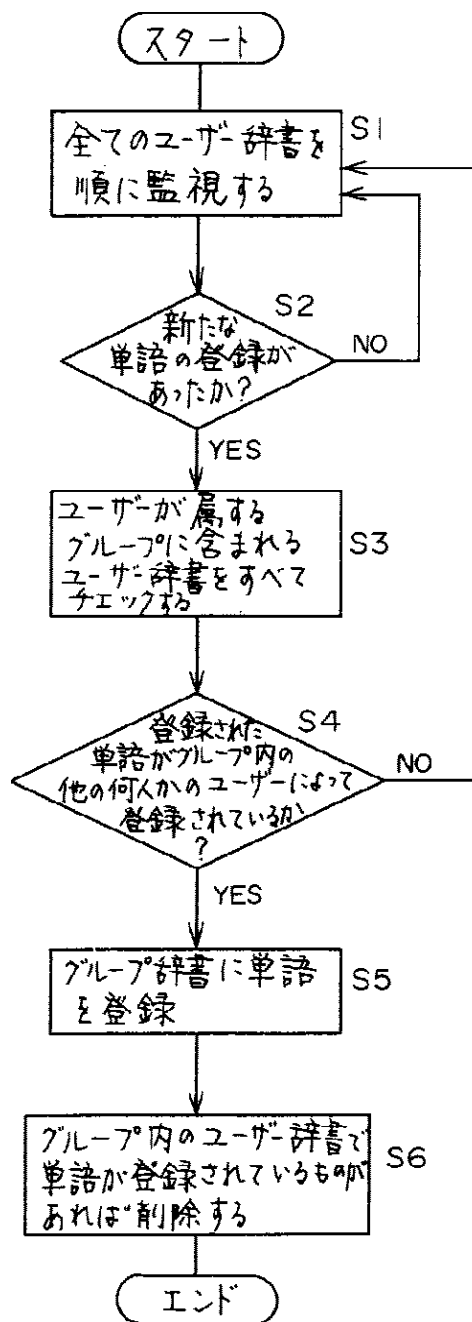 スタート
S1
全てのユーザー辞書を
順に監視する
S2
新たな
単語の登録が
あったか?
NO
YES
ユーザーが属する
グループに含まれる
ユーザー辞書をすべて
チェックする
S3
S4
登録された
単語がグループ内の
他の何人かのユーザーによって
登録されているか
?
NO
YES
グループ辞書に単語
を登録
S5
グループ内のユーザー辞書で
単語が登録されているものが
あれば削除する
S6
エンド